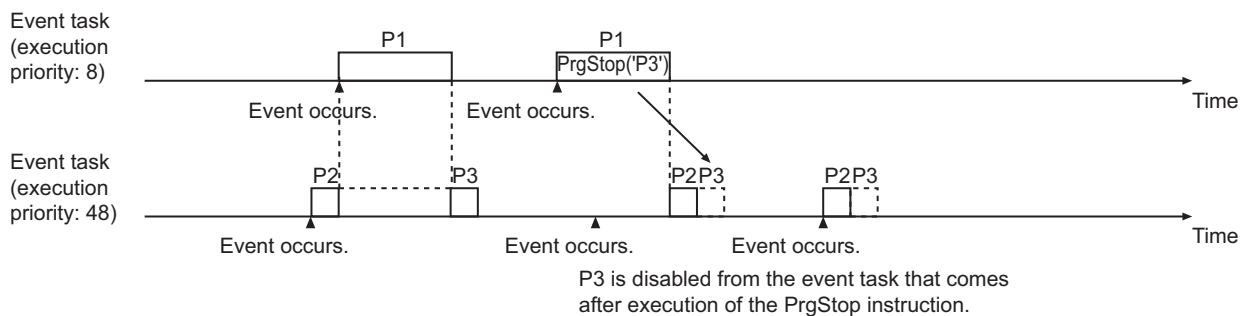 Event task
(execution
priority: 8)
P1
P1
PrgStop('P3')
Time
Event occurs.
Event occurs.
Event task
(execution
priority: 48)
P2
P3
P2
P3
P2
P3
Time
Event occurs.
Event occurs.
Event occurs.
P3 is disabled from the event task that comes
after execution of the PrgStop instruction.